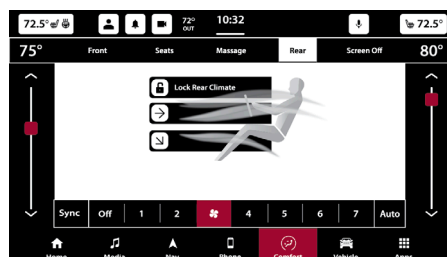 72.5° 72° OUT 10:32 72.5°
75° Front Seats Massage Rear Screen Off 80°
Lock Rear Climate
Sync Off 1 2 4 5 6 7 Auto
Home Media Nav Phone Comfort Vehicle Apps